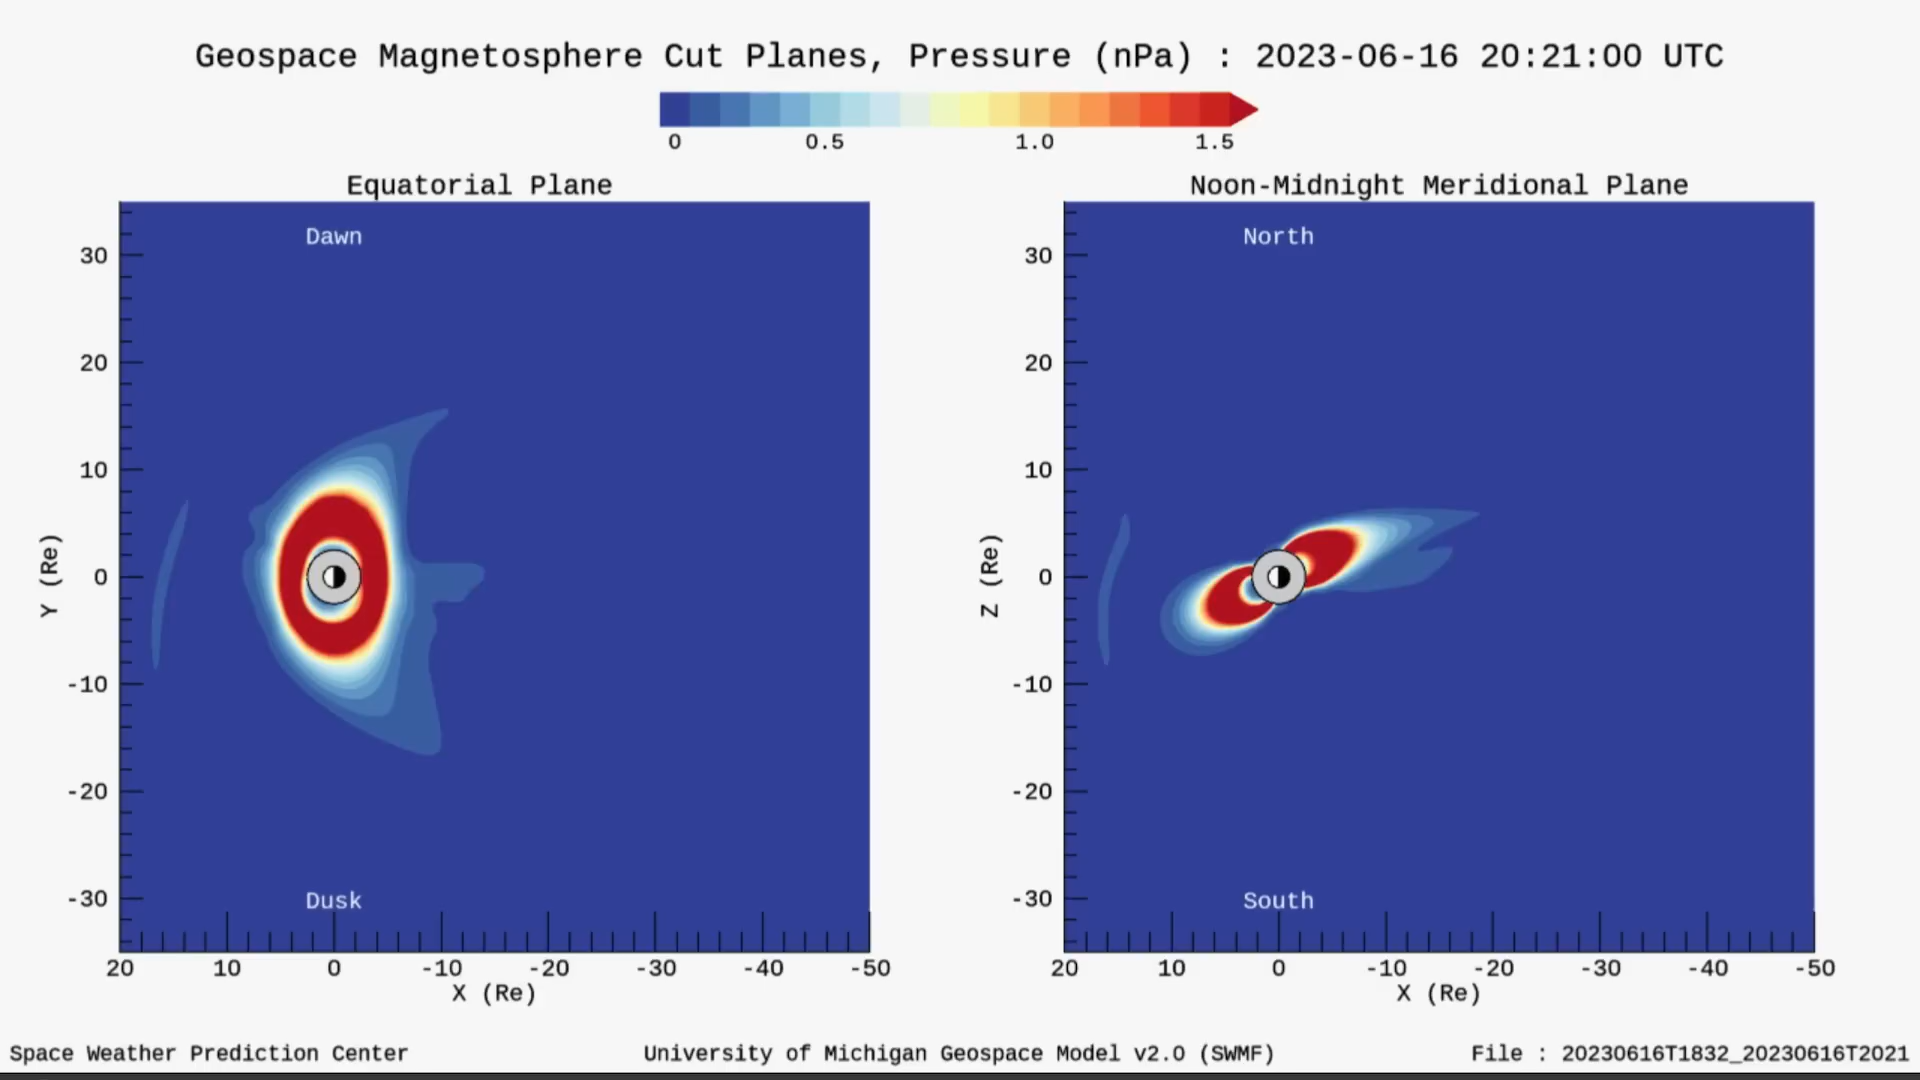 Geospace Magnetosphere Cut Planes, Pressure (nPa) : 2023-06-16 20:21:00 UTC
0 0.5 1.0 1.5
Equatorial Plane
Dawn
30
20
10
0
-10
-20
-30
Y (Re)
Dusk
20 10 0 -10 -20 -30 -40 -50
X (Re)
Noon-Midnight Meridional Plane
North
30
20
10
0
-10
-20
-30
Z (Re)
South
20 10 0 -10 -20 -30 -40 -50
X (Re)
Space Weather Prediction Center
University of Michigan Geospace Model v2.0 (SWMF)
File : 20230616T1832_20230616T2021